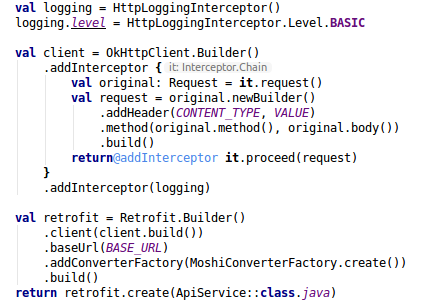 val logging = HttpLoggingInterceptor()
logging.level = HttpLoggingInterceptor.Level.BASIC
val client = OkHttpClient.Builder()
.addInterceptor { it: Interceptor.Chain
val original: Request = it.request()
val request = original.newBuilder()
.addHeader(CONTENT_TYPE, VALUE)
.method(original.method(), original.body())
.build()
return@addInterceptor it.proceed(request)
}
.addInterceptor(logging)
val retrofit = Retrofit.Builder()
.client(client.build())
.baseUrl(BASE_URL)
.addConverterFactory(MoshiConverterFactory.create())
.build()
return retrofit.create(ApiService::class.java)